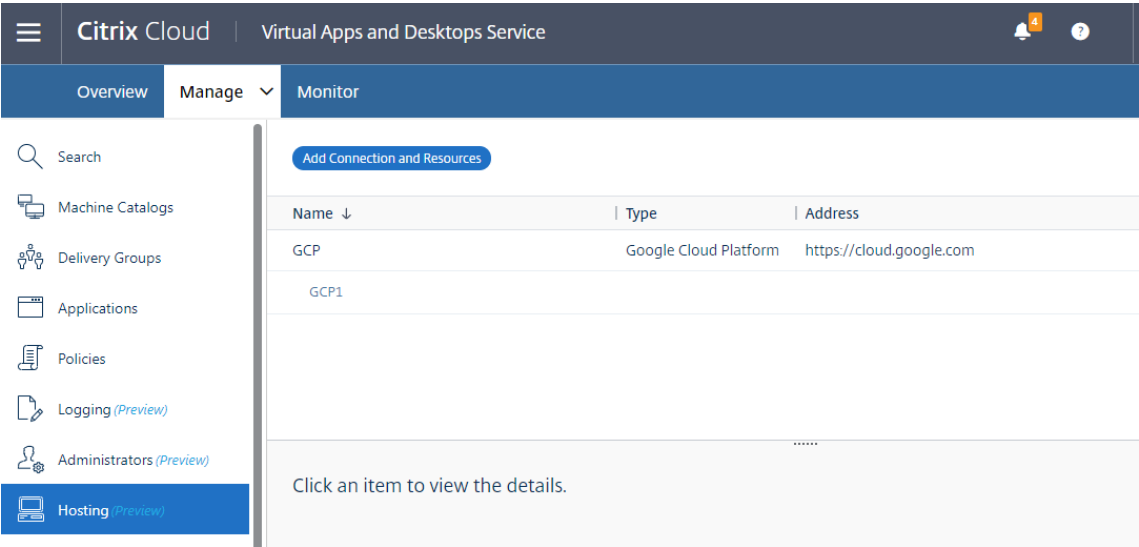 Citrix Cloud | Virtual Apps and Desktops Service
4
?
Overview
Manage
Monitor
Search
Machine Catalogs
Delivery Groups
Applications
Policies
Logging (Preview)
Administrators (Preview)
Hosting (Preview)
Add Connection and Resources
Name ↓ | Type | Address
GCP Google Cloud Platform https://cloud.google.com
GCP1
Click an item to view the details.